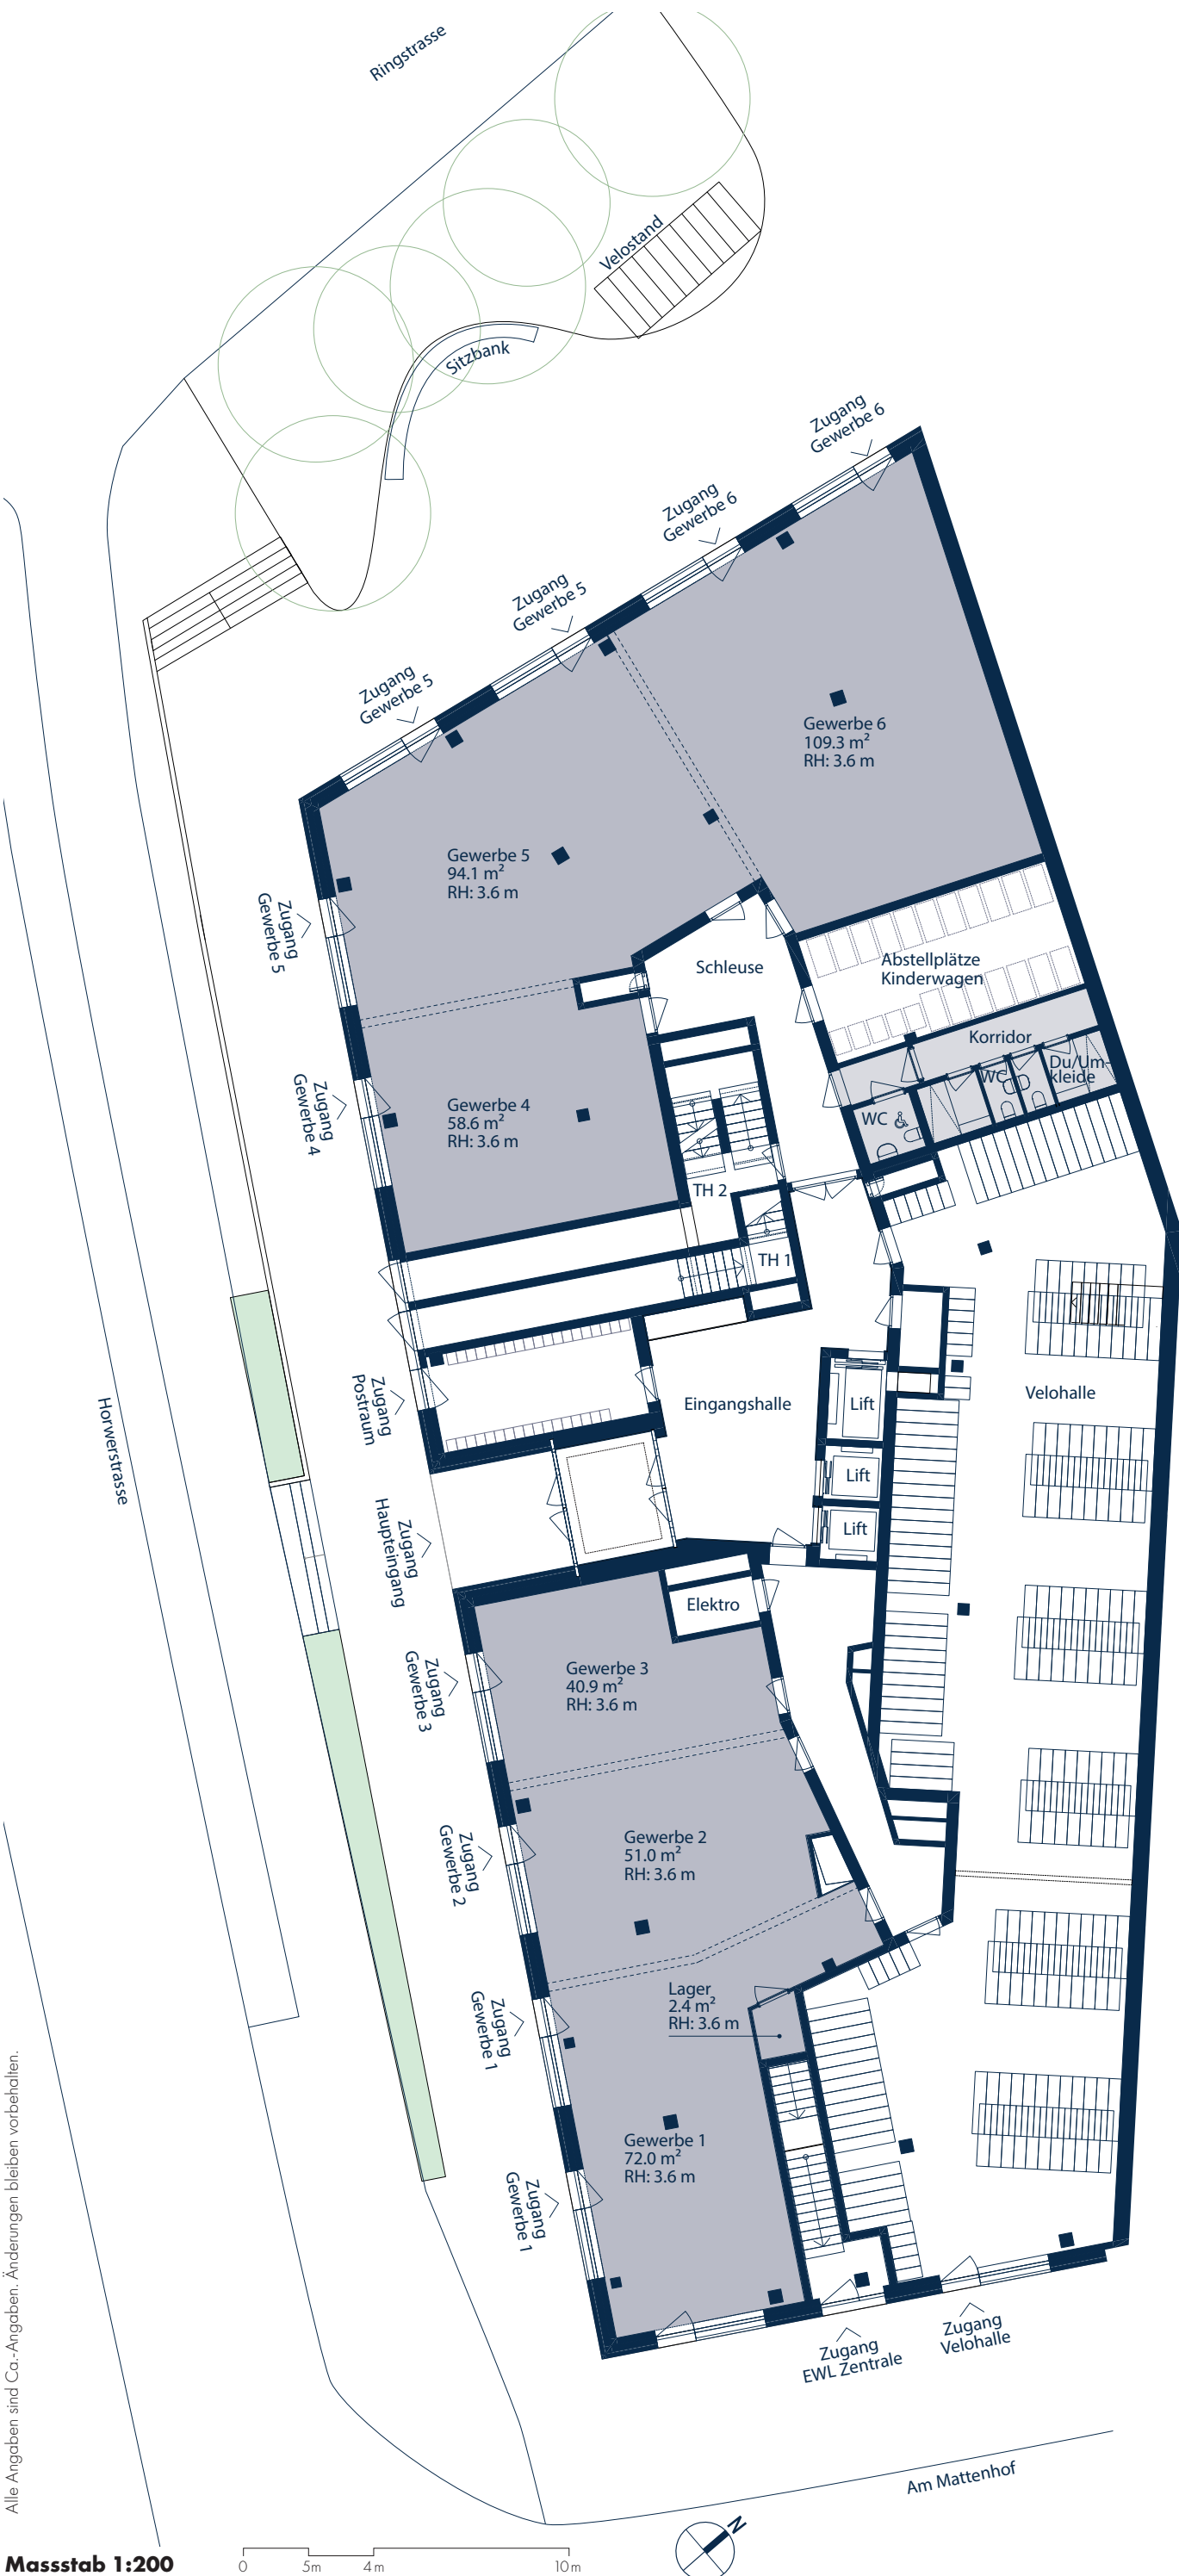 Ringstrasse
Velostand
Sitzbank
Zugang
Gewerbe 6
Zugang
Gewerbe 6
Zugang
Gewerbe 5
Zugang
Gewerbe 5
Gewerbe 6
109.3 m²
RH: 3.6 m
Gewerbe 5
94.1 m²
RH: 3.6 m
Zugang
Gewerbe 5
Schleuse
Abstellplätze
Kinderwagen
Korridor
WC
Du/Um-
kleide
WC
Zugang
Gewerbe 4
Gewerbe 4
58.6 m²
RH: 3.6 m
TH 2
TH 1
Zugang
Postraum
Eingangshalle
Lift
Lift
Lift
Velohalle
Horwerstrasse
Zugang
Haupteingang
Elektro
Zugang
Gewerbe 3
Gewerbe 3
40.9 m²
RH: 3.6 m
Zugang
Gewerbe 2
Gewerbe 2
51.0 m²
RH: 3.6 m
Zugang
Gewerbe 1
Lager
2.4 m²
RH: 3.6 m
Gewerbe 1
72.0 m²
RH: 3.6 m
Zugang
Gewerbe 1
Zugang
EWL Zentrale
Zugang
Velohalle
Am Mattenhof
Alle Angaben sind Ca.-Angaben. Änderungen bleiben vorbehalten.
N
Massstab 1:200
0 5m 4m 10m